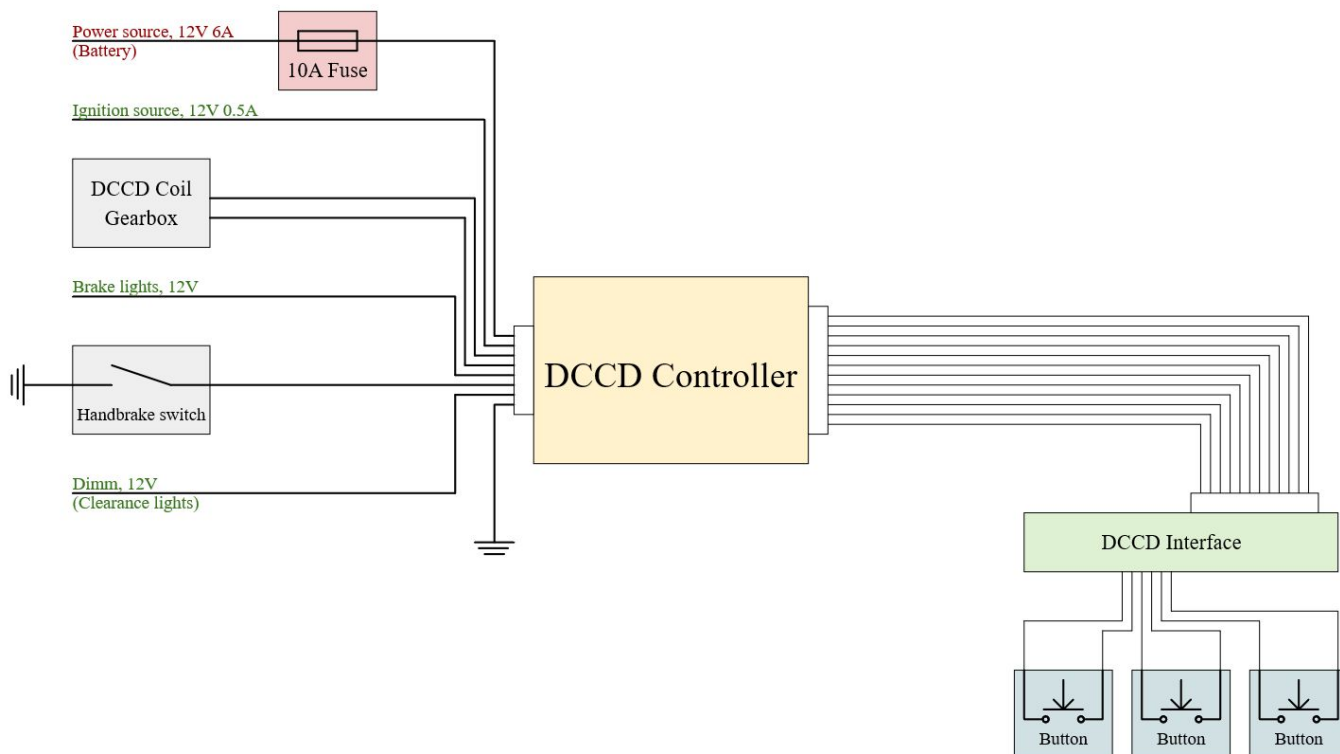 Power source, 12V 6A
(Battery)
10A Fuse
Ignition source, 12V 0.5A
DCCD Coil
Gearbox
Brake lights, 12V
DCCD Controller
Handbrake switch
Dimm, 12V
(Clearance lights)
DCCD Interface
Button
Button
Button